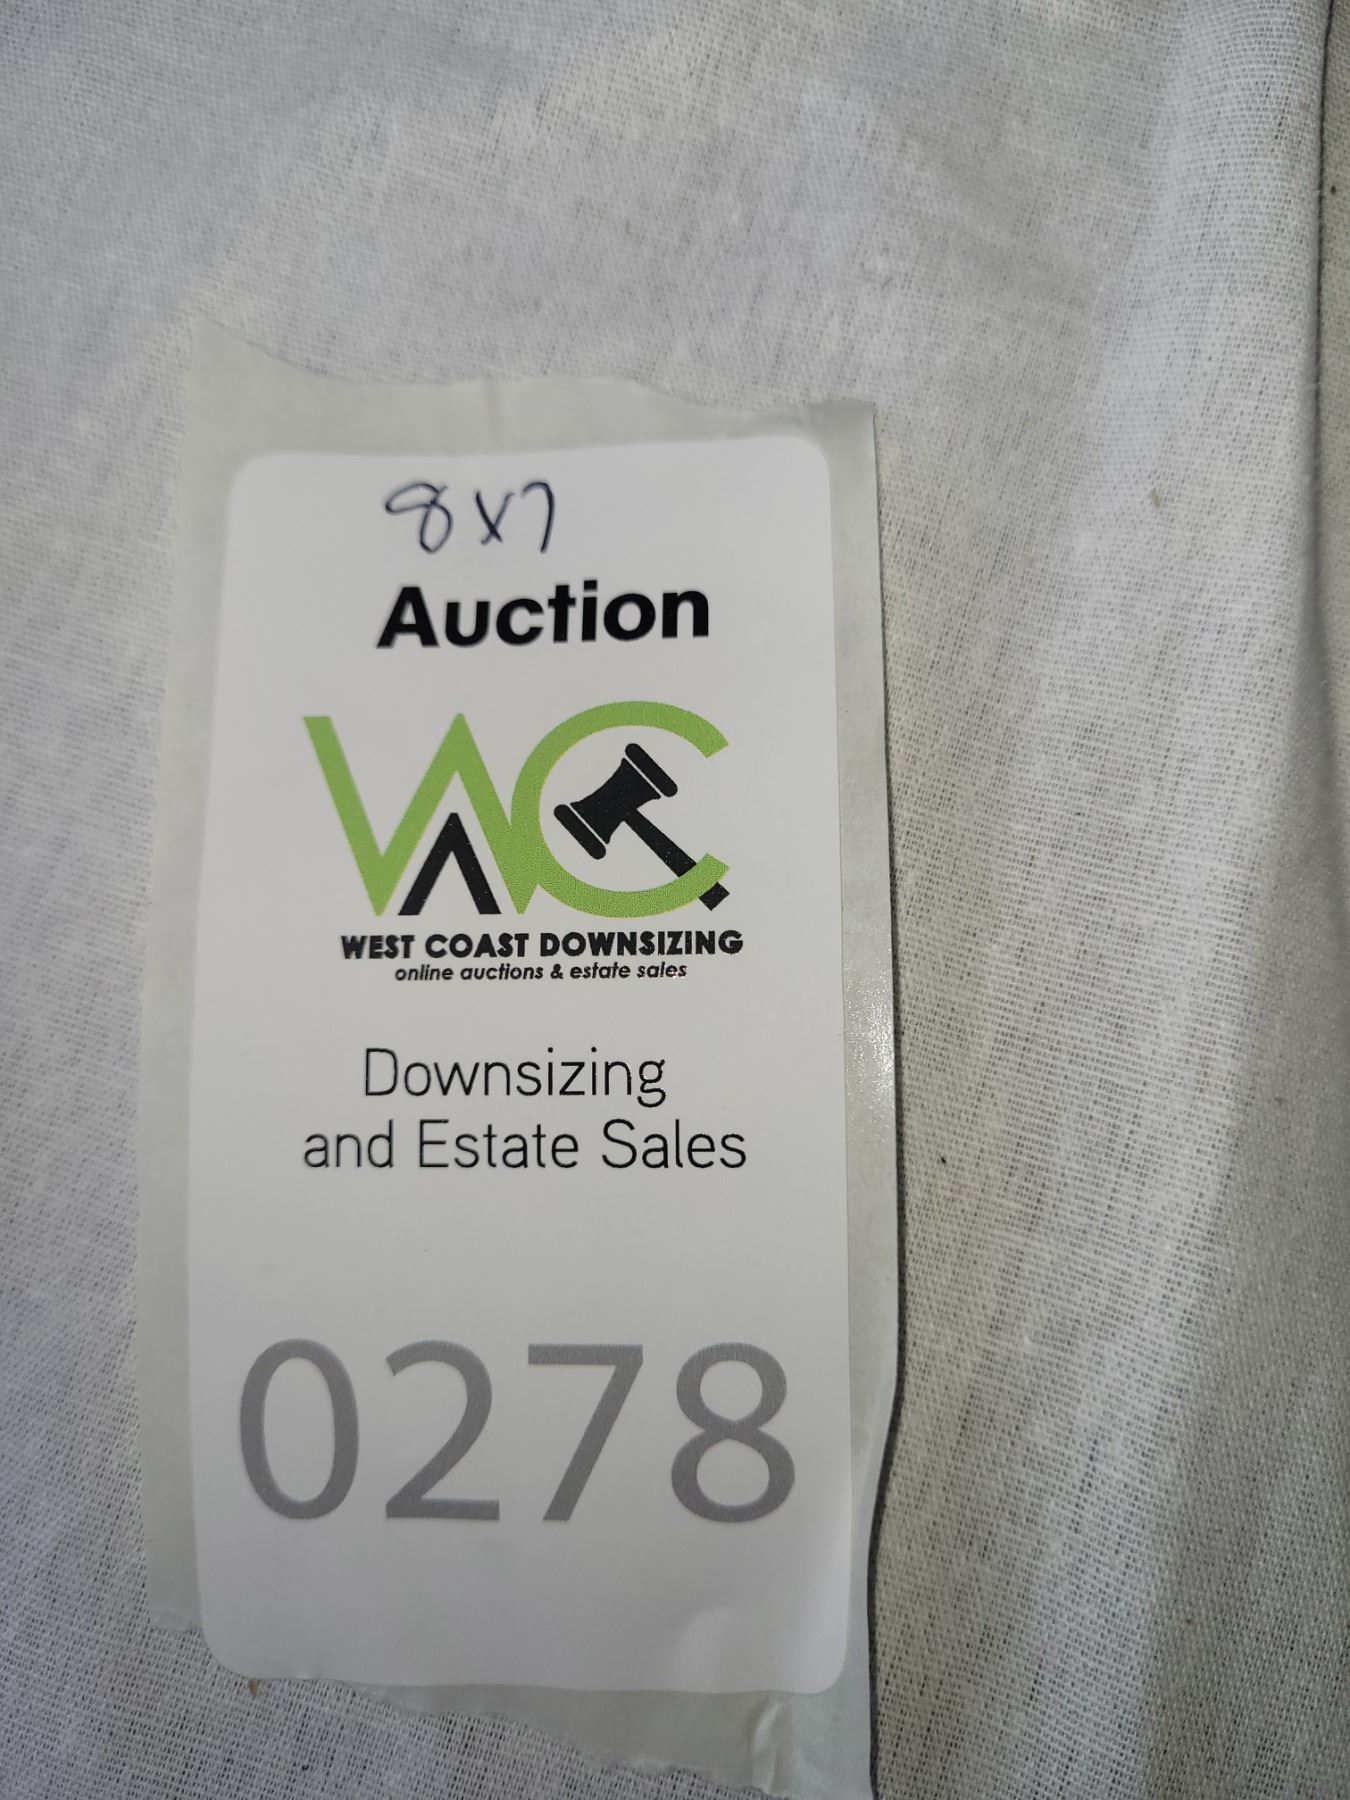 8x7
Auction
WC
WEST COAST DOWNSIZING
online auctions & estate sales
Downsizing
and Estate Sales
0278